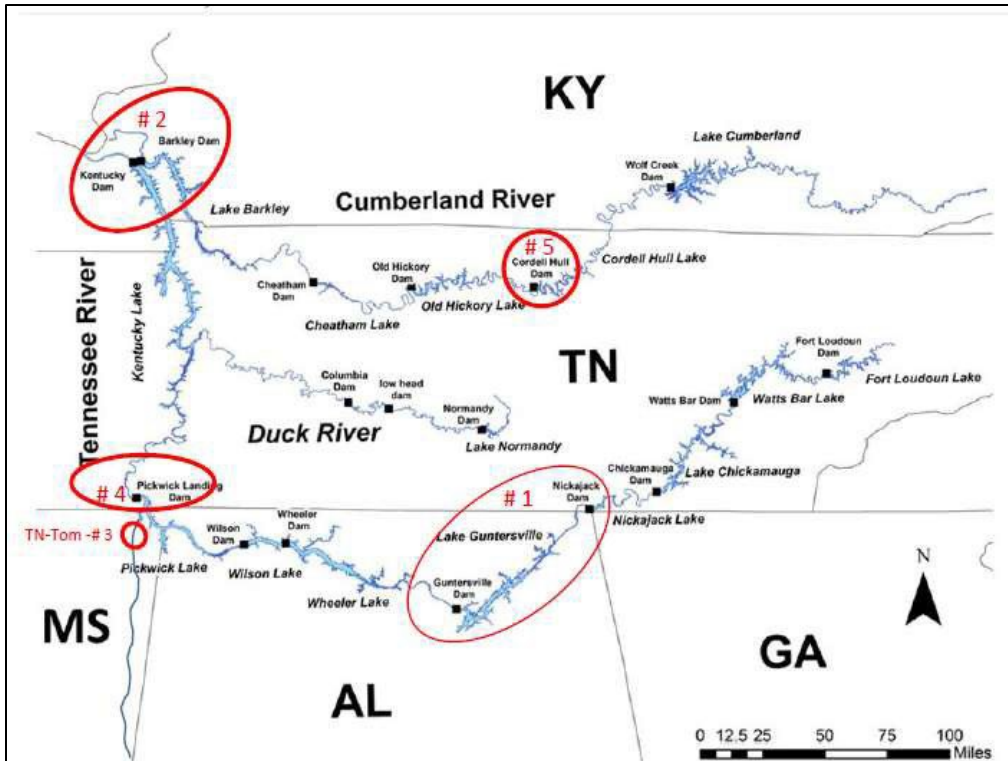 KY
# 2
Barkley Dam
Kentucky
Dam
Lake Cumberland
Wolf Creek
Dam
Lake Barkley
Cumberland River
# 5
Cordell Hull
Dam
Cordell Hull Lake
Old Hickory
Dam
Old Hickory Lake
Cheatham
Dam
Cheatham Lake
Tennessee River
Kentucky Lake
TN
Fort Loudoun
Dam
Fort Loudoun Lake
Watts Bar Dam
Watts Bar Lake
Columbia
Dam
low head
dam
Normandy
Dam
Duck River
Lake Normandy
Chickamauga
Dam
Lake Chickamauga
# 4
Pickwick Landing
Dam
# 1
Nickajack
Dam
Nickajack Lake
TN-Tom -# 3
Wilson
Dam
Wheeler
Dam
Lake Guntersville
Pickwick Lake
Wilson Lake
Wheeler Lake
Guntersville
Dam
N
MS
AL
GA
0 12.5 25 50 75 100
Miles